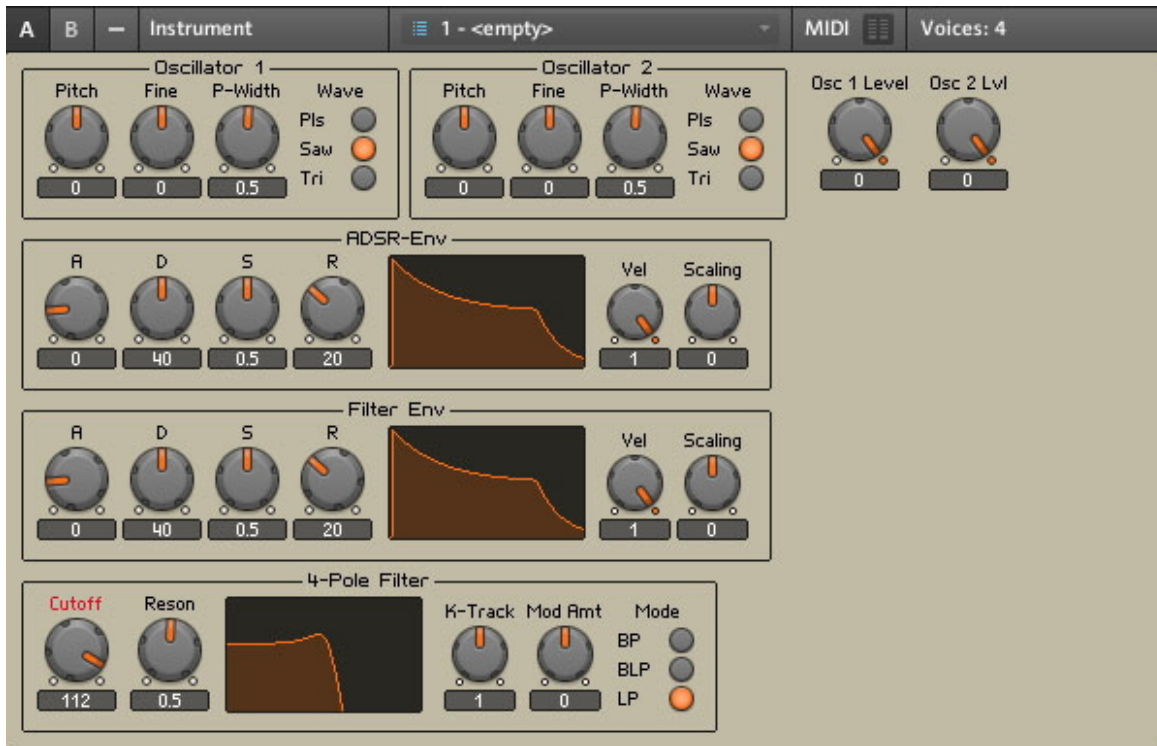 A B – Instrument 1 - <empty> MIDI Voices: 4
Oscillator 1 Oscillator 2
Pitch Fine P-Width Wave Pitch Fine P-Width Wave Osc 1 Level Osc 2 Lvl
Pls Pls
Saw Saw
Tri Tri
0 0 0.5 0 0 0.5 0 0
ADSR-Env
A D S R Vel Scaling
0 40 0.5 20 1 0
Filter Env
A D S R Vel Scaling
0 40 0.5 20 1 0
4-Pole Filter
Cutoff Reson K-Track Mod Amt Mode
BP
BLP
112 0.5 1 0 LP